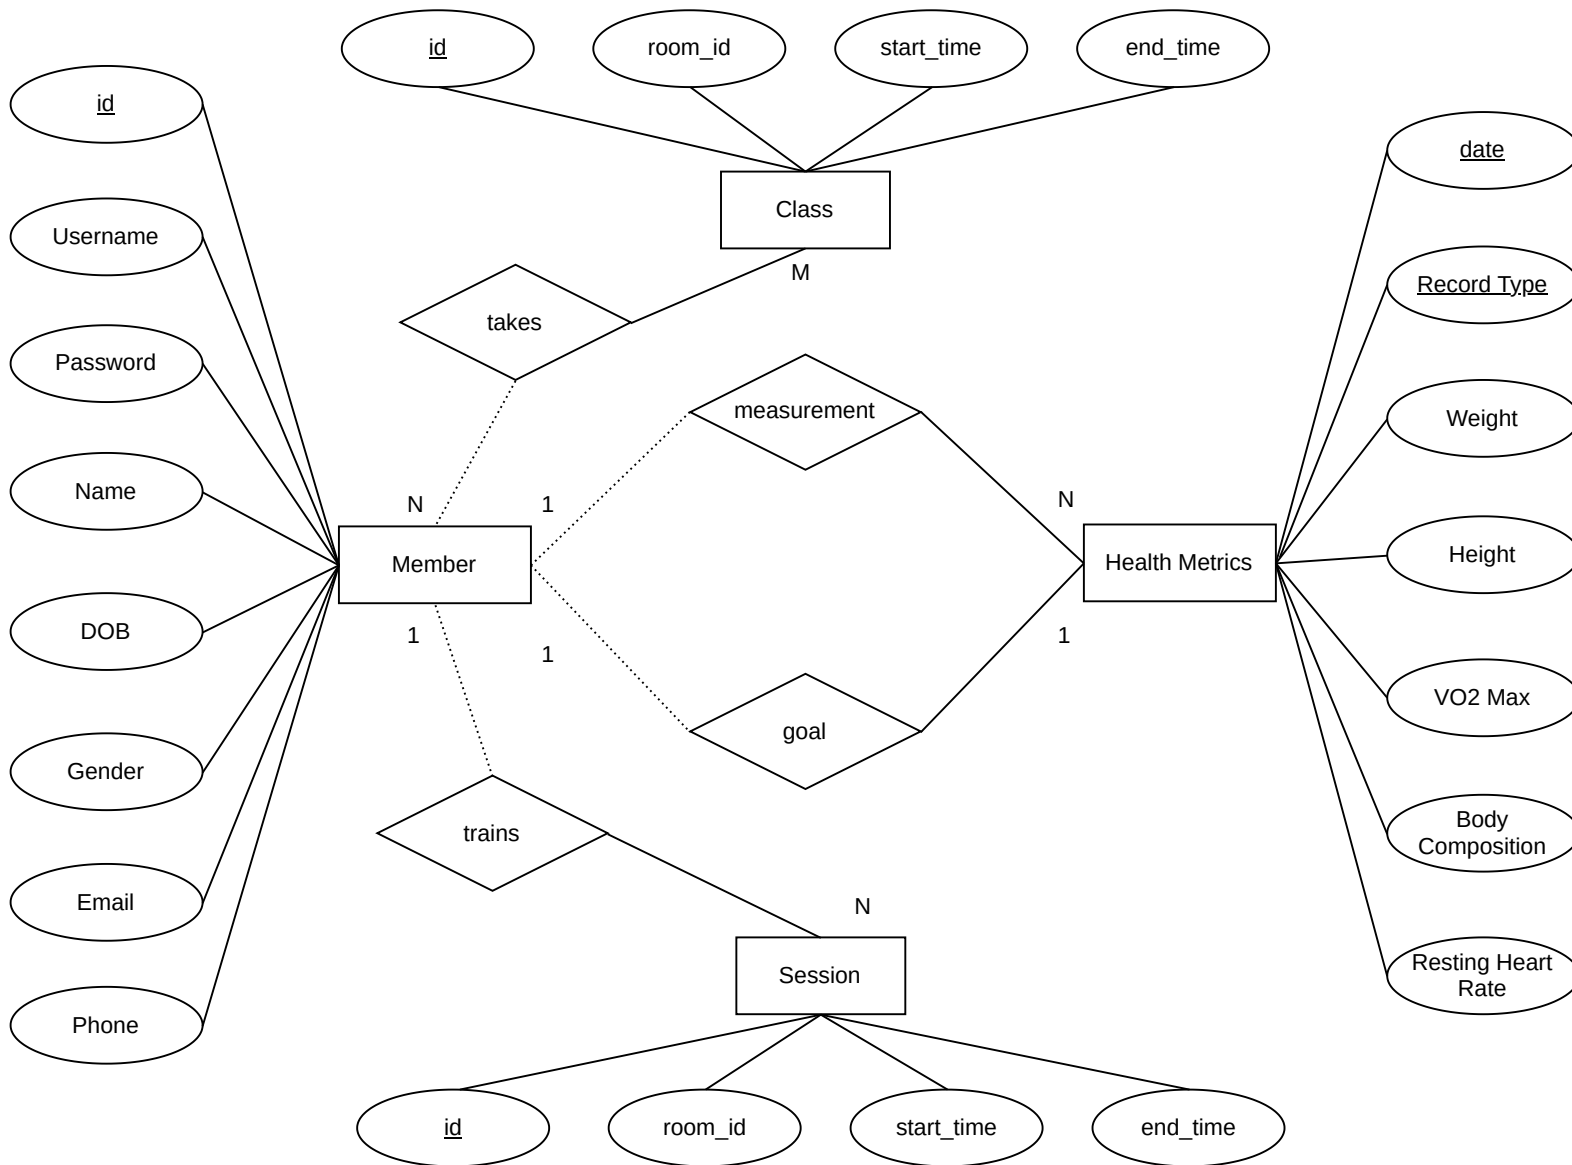 id
room_id
start_time
end_time
id
Username
Password
Name
DOB
Gender
Email
Phone
Class
M
takes
measurement
N
1
N
Member
Health Metrics
1
1
1
goal
trains
N
Session
id
room_id
start_time
end_time
date
Record Type
Weight
Height
VO2 Max
Body
Composition
Resting Heart
Rate